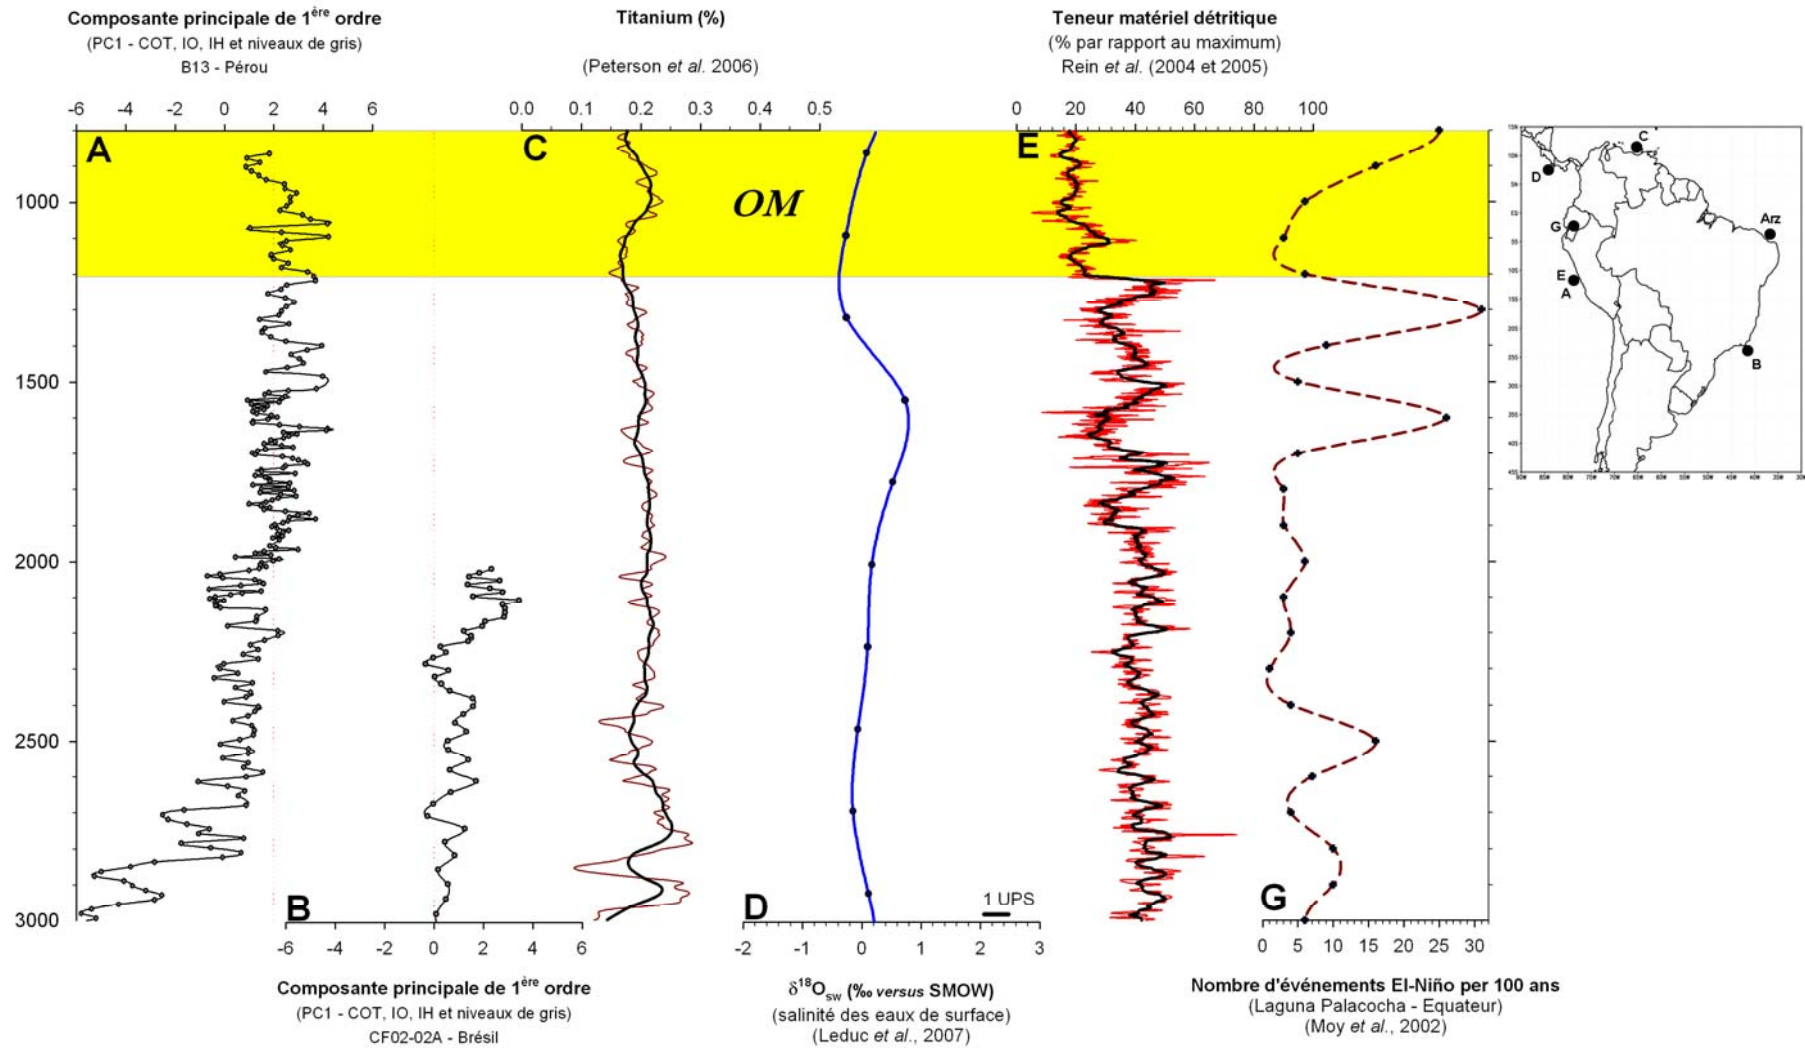 Composante principale de 1ère ordre
(PC1 - COT, IO, IH et niveaux de gris)
B13 - Pérou
Titanium (%)
(Peterson et al. 2006)
Teneur matériel détritique
(% par rapport au maximum)
Rein et al. (2004 et 2005)
-6 -4 -2 0 2 4 6
0.0 0.1 0.2 0.3 0.4 0.5
0 20 40 60 80 100
A
C
E
OM
1000
1500
2000
2500
3000
B
D
G
1 UPS
-6 -4 -2 0 2 4 6
-2 -1 0 1 2 3
0 5 10 15 20 25 30
Composante principale de 1ère ordre
(PC1 - COT, IO, IH et niveaux de gris)
CF02-02A - Brésil
δ18Osw (‰ versus SMOW)
(salinité des eaux de surface)
(Leduc et al., 2007)
Nombre d'événements El-Niño per 100 ans
(Laguna Palacocha - Equateur)
(Moy et al., 2002)
C
D
G
Arz
E
A
B